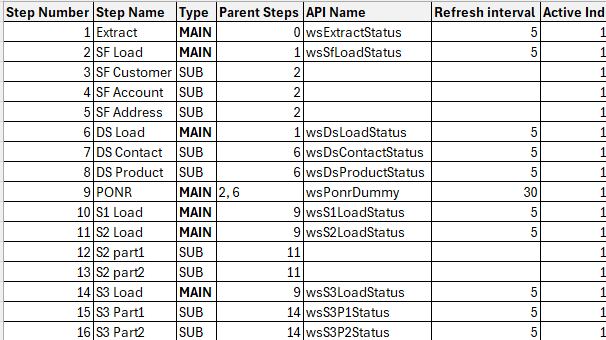 Step Number Step Name Type Parent Steps API Name Refresh interval Active Ind
1 Extract MAIN 0 wsExtractStatus 5 1
2 SF Load MAIN 1 wsSfLoadStatus 5 1
3 SF Customer SUB 2 1
4 SF Account SUB 2 1
5 SF Address SUB 2 1
6 DS Load MAIN 1 wsDsLoadStatus 5 1
7 DS Contact SUB 6 wsDsContactStatus 5 1
8 DS Product SUB 6 wsDsProductStatus 5 1
9 PONR MAIN 2, 6 wsPonrDummy 30 1
10 S1 Load MAIN 9 wsS1LoadStatus 5 1
11 S2 Load MAIN 9 wsS2LoadStatus 5 1
12 S2 part1 SUB 11 1
13 S2 part2 SUB 11 1
14 S3 Load MAIN 9 wsS3LoadStatus 5 1
15 S3 Part1 SUB 14 wsS3P1Status 5 1
16 S3 Part2 SUB 14 wsS3P2Status 5 1